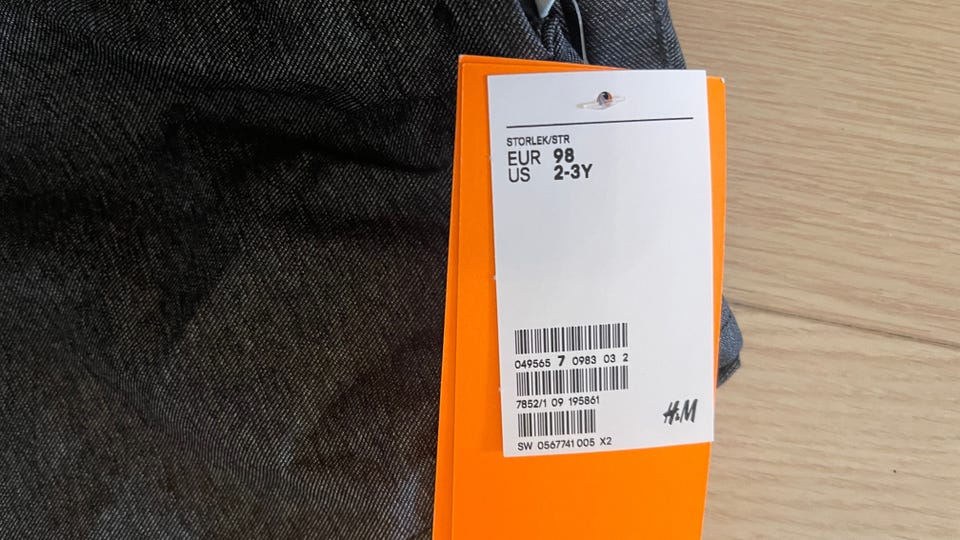 STORLEK/STR
EUR 98
US 2-3Y
049565 7 0983 03 2
7852/1 09 195861
H&M
SW 0567741 005 X2